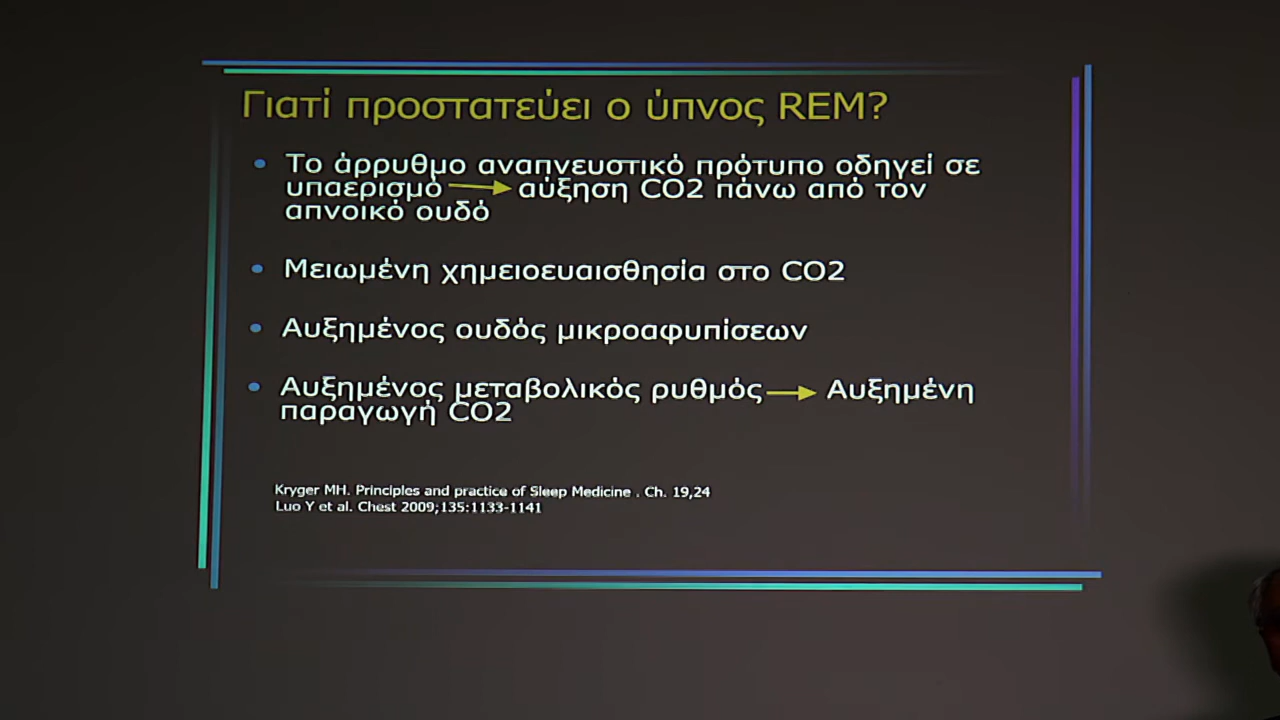 Γιατί προστατεύει ο ύπνος REM?
• Το άρρυθμο αναπνευστικό πρότυπο οδηγεί σε
υπαερισμό → αύξηση CO2 πάνω από τον
απνοικό ουδό
• Μειωμένη χημειοευαισθησία στο CO2
• Αυξημένος ουδός μικροαφυπίσεων
• Αυξημένος μεταβολικός ρυθμός → Αυξημένη
παραγωγή CO2
Kryger MH. Principles and practice of Sleep Medicine . Ch. 19,24
Luo Y et al. Chest 2009;135:1133-1141